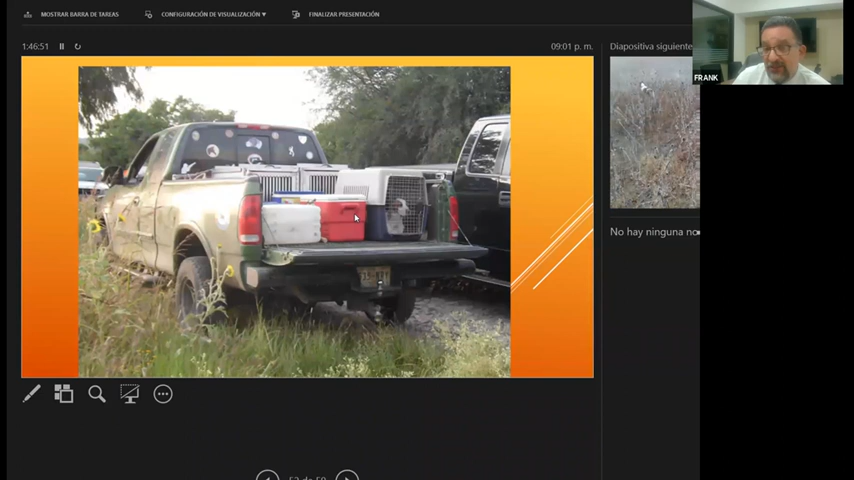 MOSTRAR BARRA DE TAREAS
CONFIGURACIÓN DE VISUALIZACIÓN
FINALIZAR PRESENTACIÓN
1:46:51
09:01 p. m.
Diapositiva siguiente
FRANK
No hay ninguna no